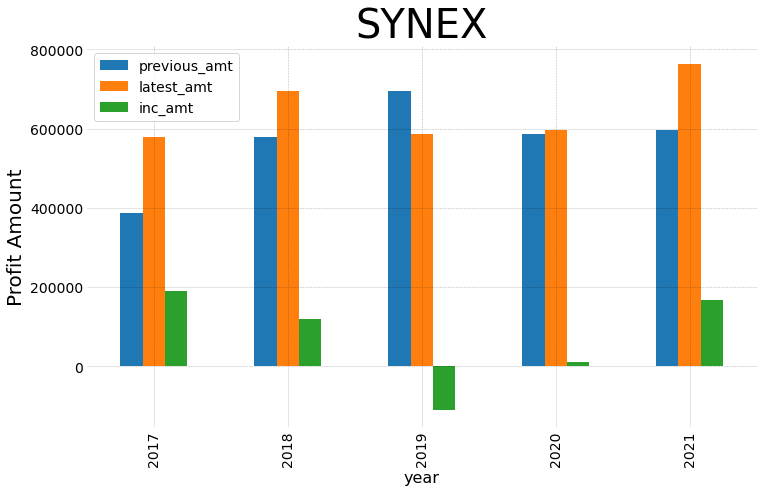 SYNEX
800000
600000
400000
200000
0
Profit Amount
previous_amt
latest_amt
inc_amt
2017
2018
2019
2020
2021
year